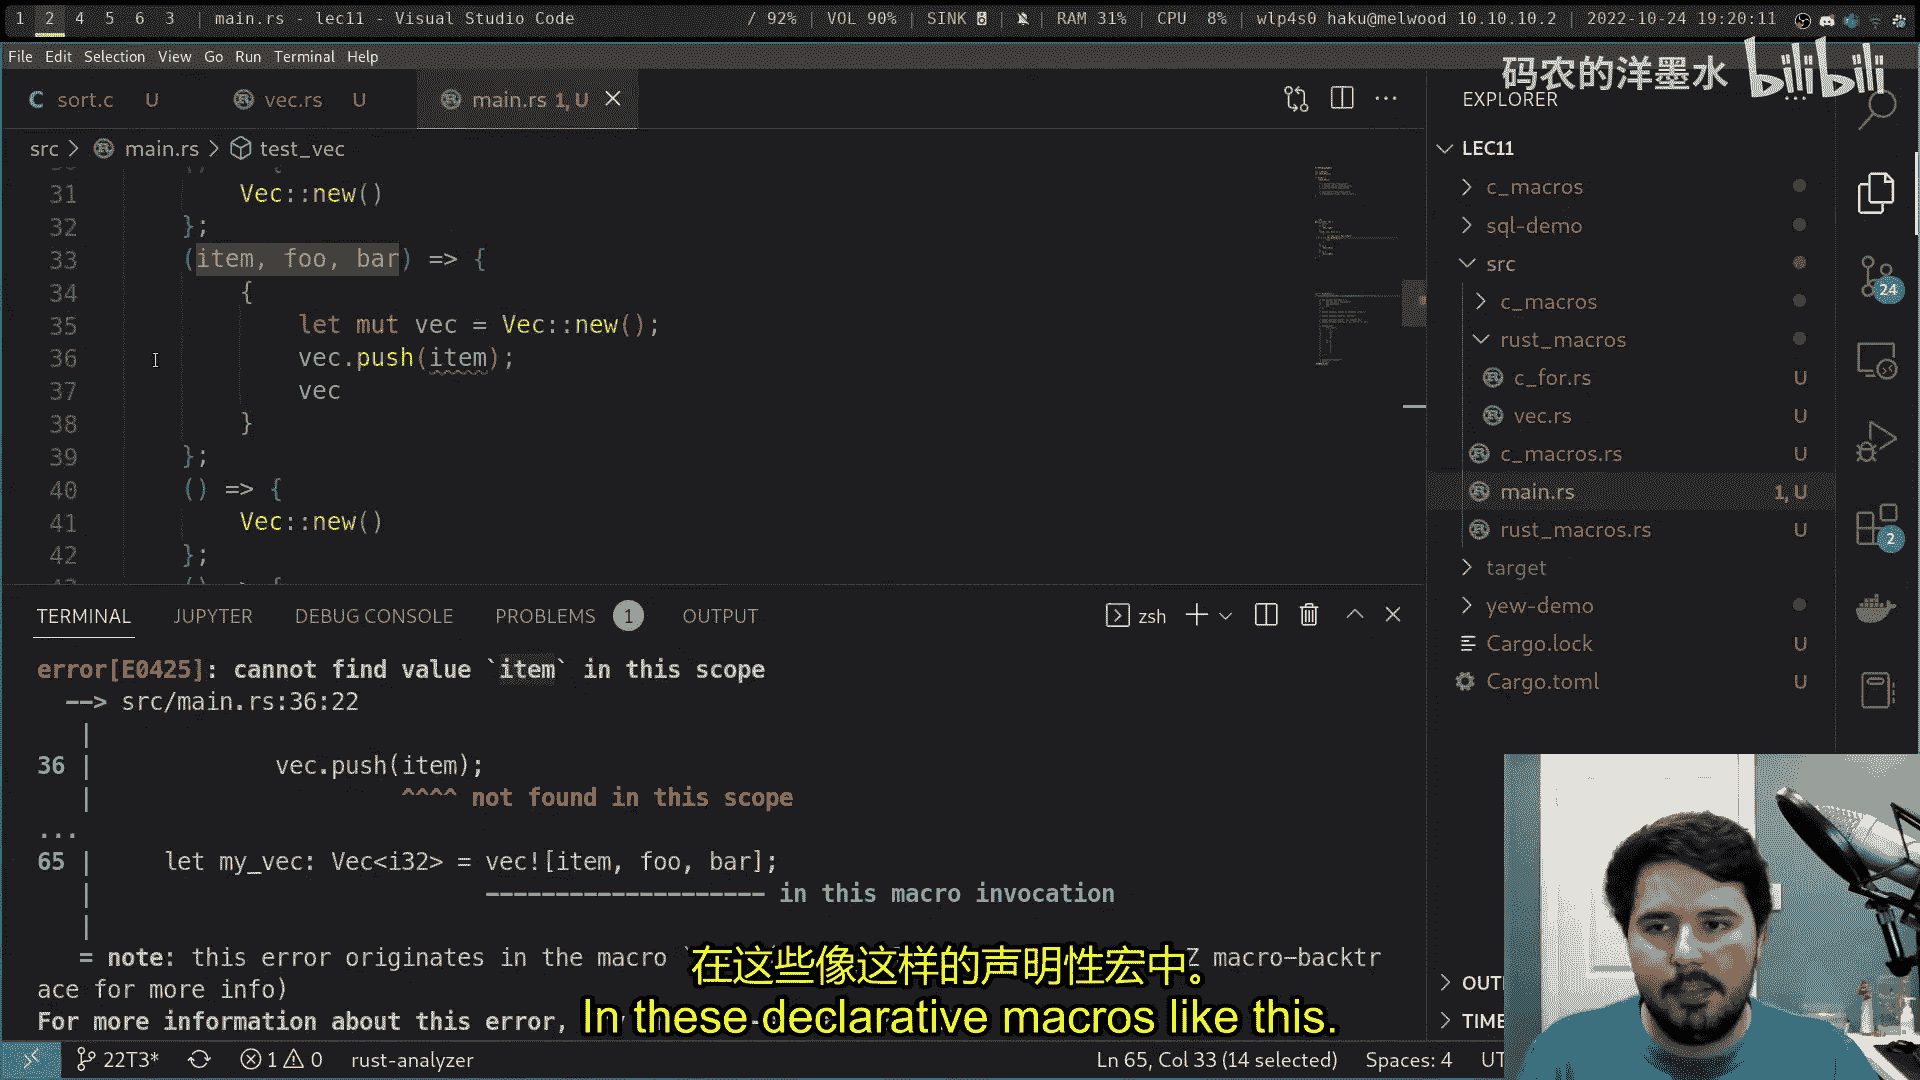 1 2 4 5 6 3 | main.rs - lec11 - Visual Studio Code
/ 92% | VOL 90% | SINK | | RAM 31% | CPU 8% | wlp4s0 haku@melwood 10.10.10.2 | 2022-10-24 19:20:11
File Edit Selection View Go Run Terminal Help
码农的洋墨水 bilibili
C sort.c U vec.rs U main.rs 1, U
EXPLORER
src > main.rs > test_vec
31 Vec::new()
32 };
33 (item, foo, bar) => {
34 {
35 let mut vec = Vec::new();
36 vec.push(item);
37 vec
38 }
39 };
40 () => {
41 Vec::new()
42 };
LEC11
c_macros
sql-demo
src
c_macros
rust_macros
c_for.rs U
vec.rs U
c_macros.rs U
main.rs 1, U
rust_macros.rs U
target
yew-demo
Cargo.lock U
Cargo.toml U
24
2
TERMINAL JUPYTER DEBUG CONSOLE PROBLEMS 1 OUTPUT
zsh
error[E0425]: cannot find value `item` in this scope
--> src/main.rs:36:22
|
36 | vec.push(item);
| ^^^^ not found in this scope
...
65 | let my_vec: Vec<i32> = vec![item, foo, bar];
| -------------------- in this macro invocation
|
= note: this error originates in the macro ` Z macro-backtr
ace for more info)
For more information about this error,
在这些像这样的声明性宏中。
In these declarative macros like this.
OUT
TIME
22T3* 1 0 rust-analyzer
Ln 65, Col 33 (14 selected) Spaces: 4 UT